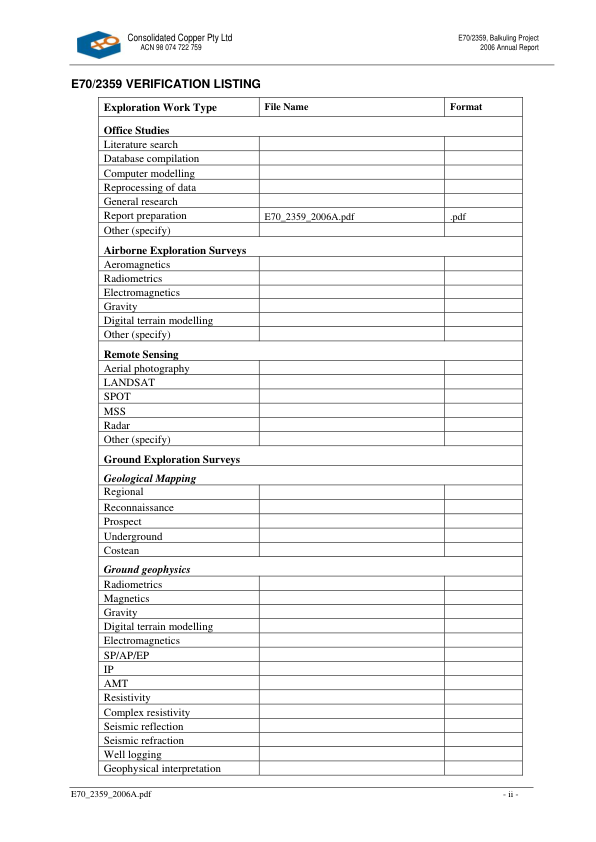 Consolidated Copper Pty Ltd
ACN 98 074 722 759
E70/2359, Balkuling Project
2006 Annual Report
E70/2359 VERIFICATION LISTING
Exploration Work Type File Name Format
Office Studies
Literature search
Database compilation
Computer modelling
Reprocessing of data
General research
Report preparation E70_2359_2006A.pdf .pdf
Other (specify)
Airborne Exploration Surveys
Aeromagnetics
Radiometrics
Electromagnetics
Gravity
Digital terrain modelling
Other (specify)
Remote Sensing
Aerial photography
LANDSAT
SPOT
MSS
Radar
Other (specify)
Ground Exploration Surveys
Geological Mapping
Regional
Reconnaissance
Prospect
Underground
Costean
Ground geophysics
Radiometrics
Magnetics
Gravity
Digital terrain modelling
Electromagnetics
SP/AP/EP
IP
AMT
Resistivity
Complex resistivity
Seismic reflection
Seismic refraction
Well logging
Geophysical interpretation
E70_2359_2006A.pdf - ii -